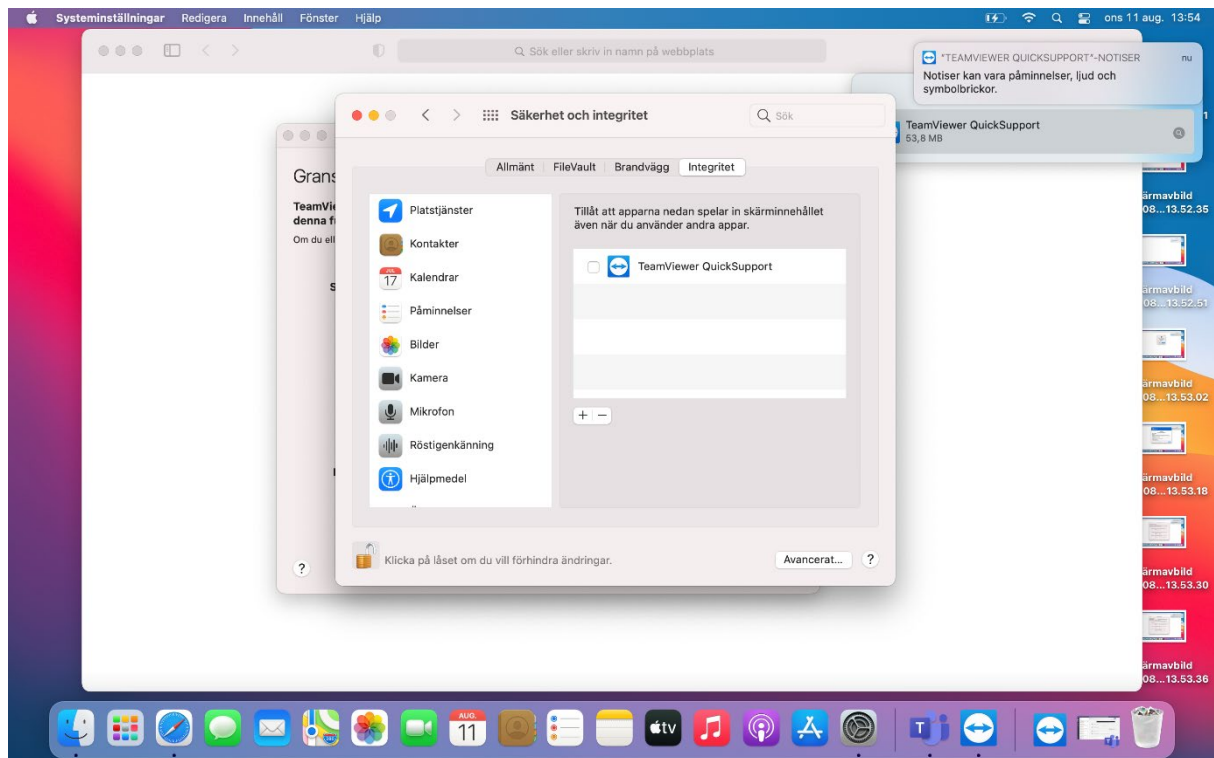 Systeminställningar Redigera Innehåll Fönster Hjälp
ons 11 aug. 13:54
Sök eller skriv in namn på webbplats
"TEAMVIEWER QUICKSUPPORT"-NOTISER nu
Notiser kan vara påminnelser, ljud och
symbolbrickor.
TeamViewer QuickSupport
53,8 MB
Säkerhet och integritet
Sök
Allmänt
FileVault
Brandvägg
Integritet
Grans
TeamVie
denna f
Om du ell
Platstjänster
Kontakter
Kalendrar
Påminnelser
Bilder
Kamera
Mikrofon
Röstigenkänning
Hjälpmedel
Tillåt att apparna nedan spelar in skärminnehållet
även när du använder andra appar.
TeamViewer QuickSupport
+ −
Klicka på låset om du vill förhindra ändringar.
Avancerat...
?
?
ärmavbild
08...13.52.35
ärmavbild
08...13.52.51
ärmavbild
08...13.53.02
ärmavbild
08...13.53.18
ärmavbild
08...13.53.30
ärmavbild
08...13.53.36
AUG.
11
17
tv
T